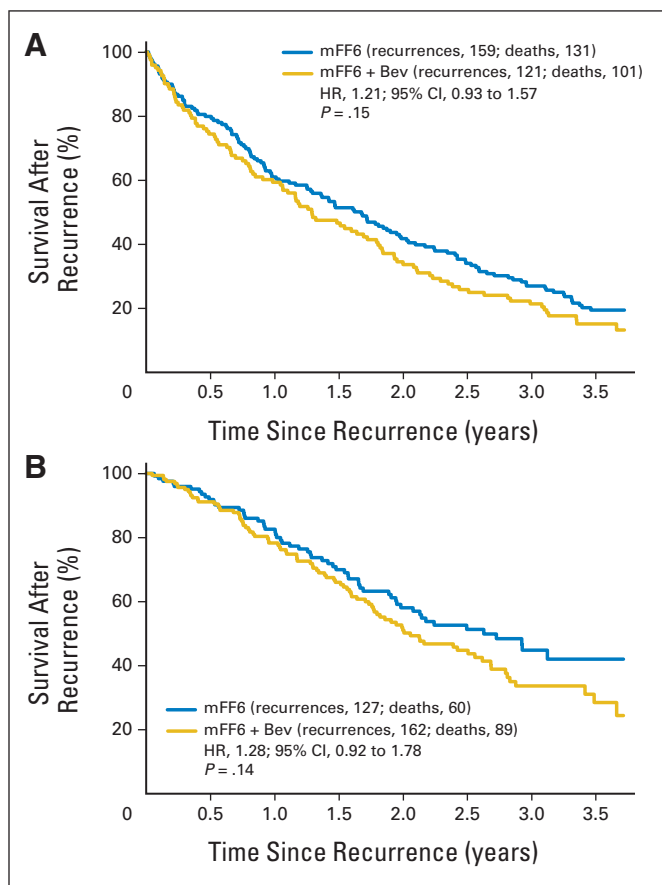 A
mFF6 (recurrences, 159; deaths, 131)
mFF6 + Bev (recurrences, 121; deaths, 101)
HR, 1.21; 95% CI, 0.93 to 1.57
P = .15
Survival After
Recurrence (%)
100
80
60
40
20
0
0.5
1.0
1.5
2.0
2.5
3.0
3.5
Time Since Recurrence (years)
B
Survival After
Recurrence (%)
100
80
60
40
20
mFF6 (recurrences, 127; deaths, 60)
mFF6 + Bev (recurrences, 162; deaths, 89)
HR, 1.28; 95% CI, 0.92 to 1.78
P = .14
0
0.5
1.0
1.5
2.0
2.5
3.0
3.5
Time Since Recurrence (years)